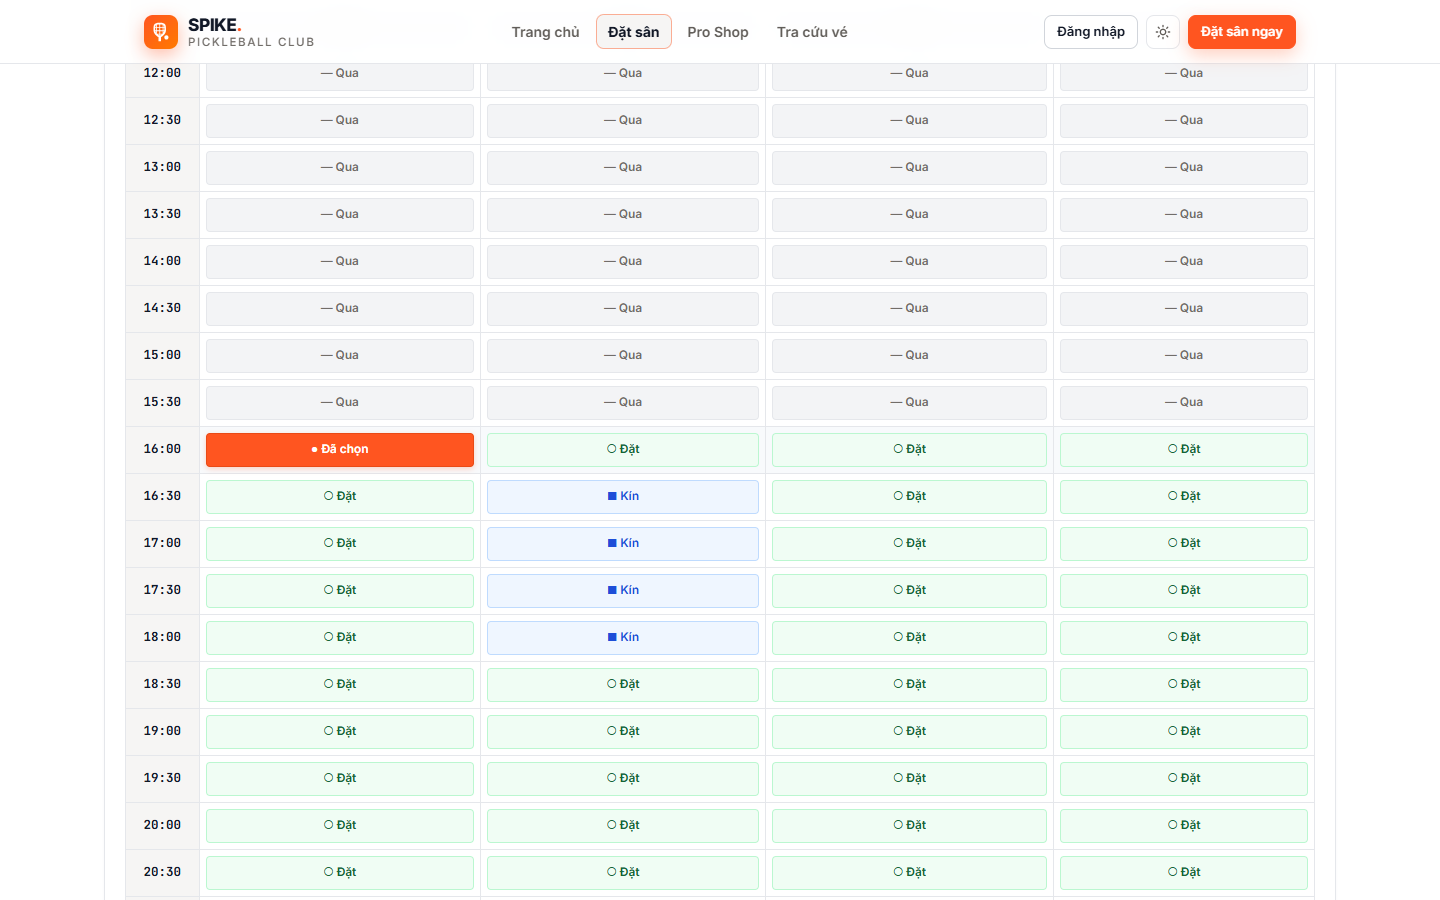 SPIKE.
PICKLEBALL CLUB
Trang chủ Đặt sân Pro Shop Tra cứu vé Đăng nhập Đặt sân ngay
12:00 — Qua — Qua — Qua — Qua
12:30 — Qua — Qua — Qua — Qua
13:00 — Qua — Qua — Qua — Qua
13:30 — Qua — Qua — Qua — Qua
14:00 — Qua — Qua — Qua — Qua
14:30 — Qua — Qua — Qua — Qua
15:00 — Qua — Qua — Qua — Qua
15:30 — Qua — Qua — Qua — Qua
16:00 ● Đã chọn ○ Đặt ○ Đặt ○ Đặt
16:30 ○ Đặt ■ Kín ○ Đặt ○ Đặt
17:00 ○ Đặt ■ Kín ○ Đặt ○ Đặt
17:30 ○ Đặt ■ Kín ○ Đặt ○ Đặt
18:00 ○ Đặt ■ Kín ○ Đặt ○ Đặt
18:30 ○ Đặt ○ Đặt ○ Đặt ○ Đặt
19:00 ○ Đặt ○ Đặt ○ Đặt ○ Đặt
19:30 ○ Đặt ○ Đặt ○ Đặt ○ Đặt
20:00 ○ Đặt ○ Đặt ○ Đặt ○ Đặt
20:30 ○ Đặt ○ Đặt ○ Đặt ○ Đặt